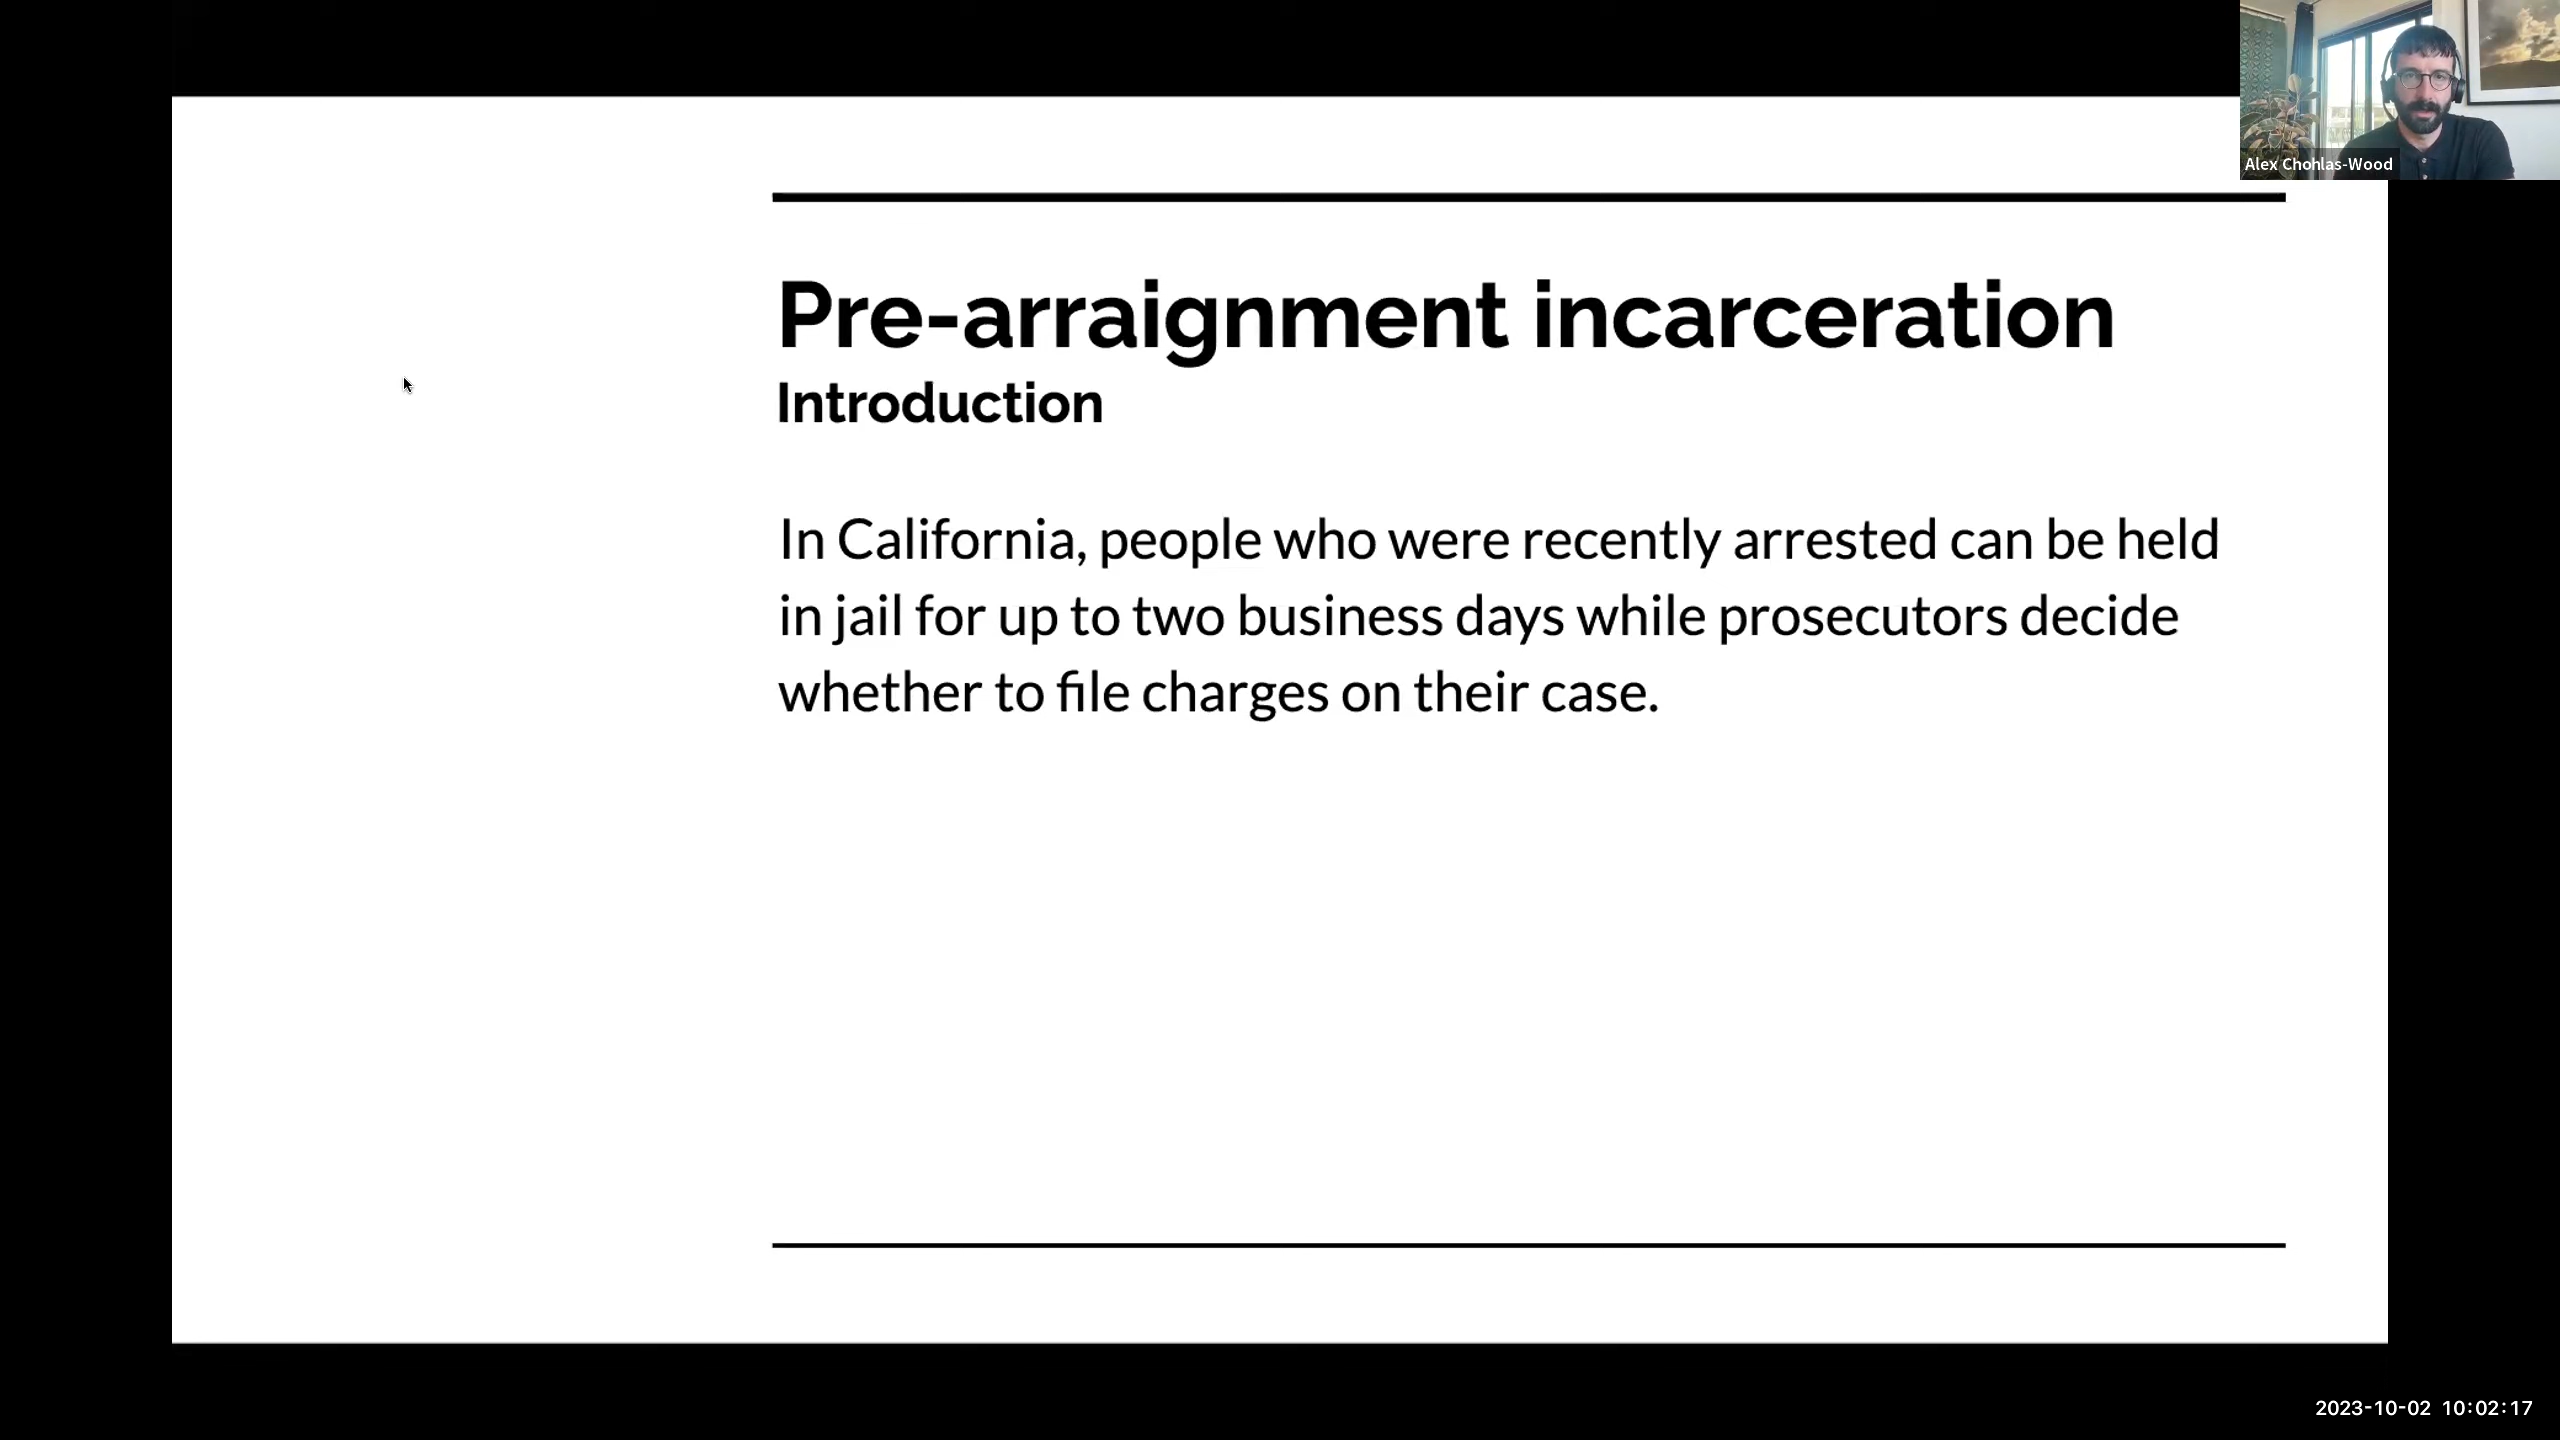 Alex Chohlas-Wood
Pre-arraignment incarceration
Introduction
In California, people who were recently arrested can be held
in jail for up to two business days while prosecutors decide
whether to file charges on their case.
2023-10-02 10:02:17